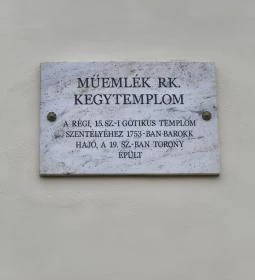 MŰEMLÉK RK.
KEGYTEMPLOM
A RÉGI, 15. SZ.-I GÓTIKUS TEMPLOM
SZENTÉLYÉHEZ 1753-BAN BAROKK
HAJÓ, A 19. SZ.-BAN TORONY
ÉPÜLT